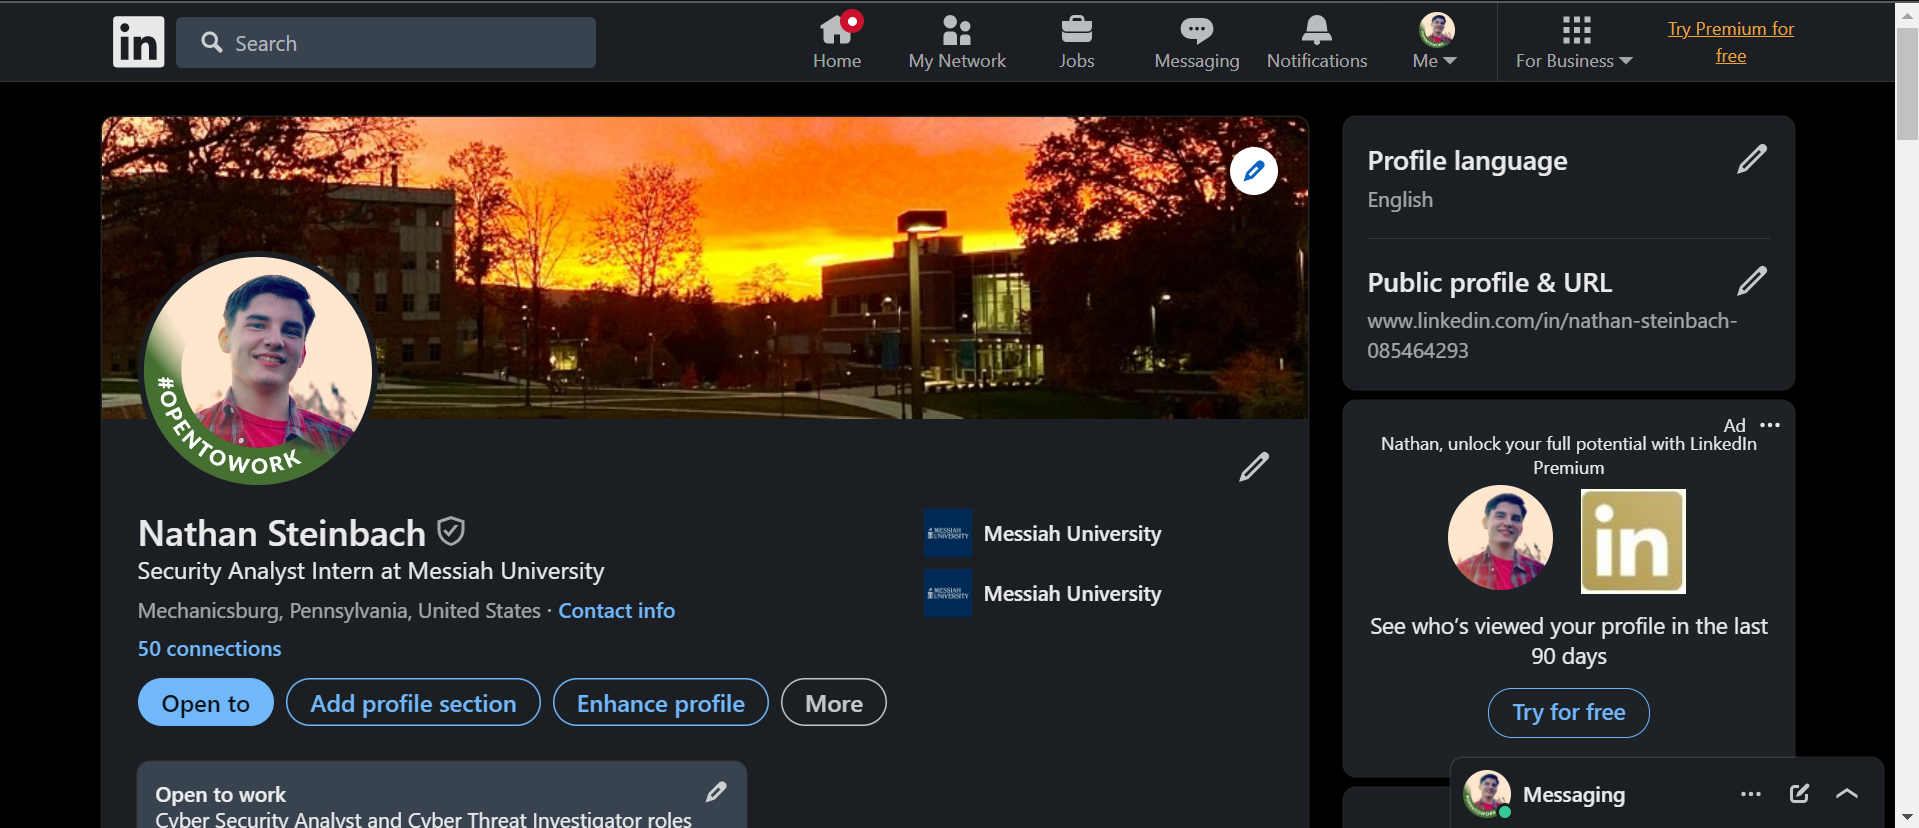 in
Search
Home
My Network
Jobs
Messaging
Notifications
Me
For Business
Try Premium for
free
#OPENTOWORK
Nathan Steinbach
Security Analyst Intern at Messiah University
Mechanicsburg, Pennsylvania, United States · Contact info
50 connections
Open to
Add profile section
Enhance profile
More
MESSIAH
UNIVERSITY
Messiah University
MESSIAH
UNIVERSITY
Messiah University
Open to work
Cyber Security Analyst and Cyber Threat Investigator roles
Profile language
English
Public profile & URL
www.linkedin.com/in/nathan-steinbach-
085464293
Ad
Nathan, unlock your full potential with LinkedIn
Premium
in
See who’s viewed your profile in the last
90 days
Try for free
Messaging